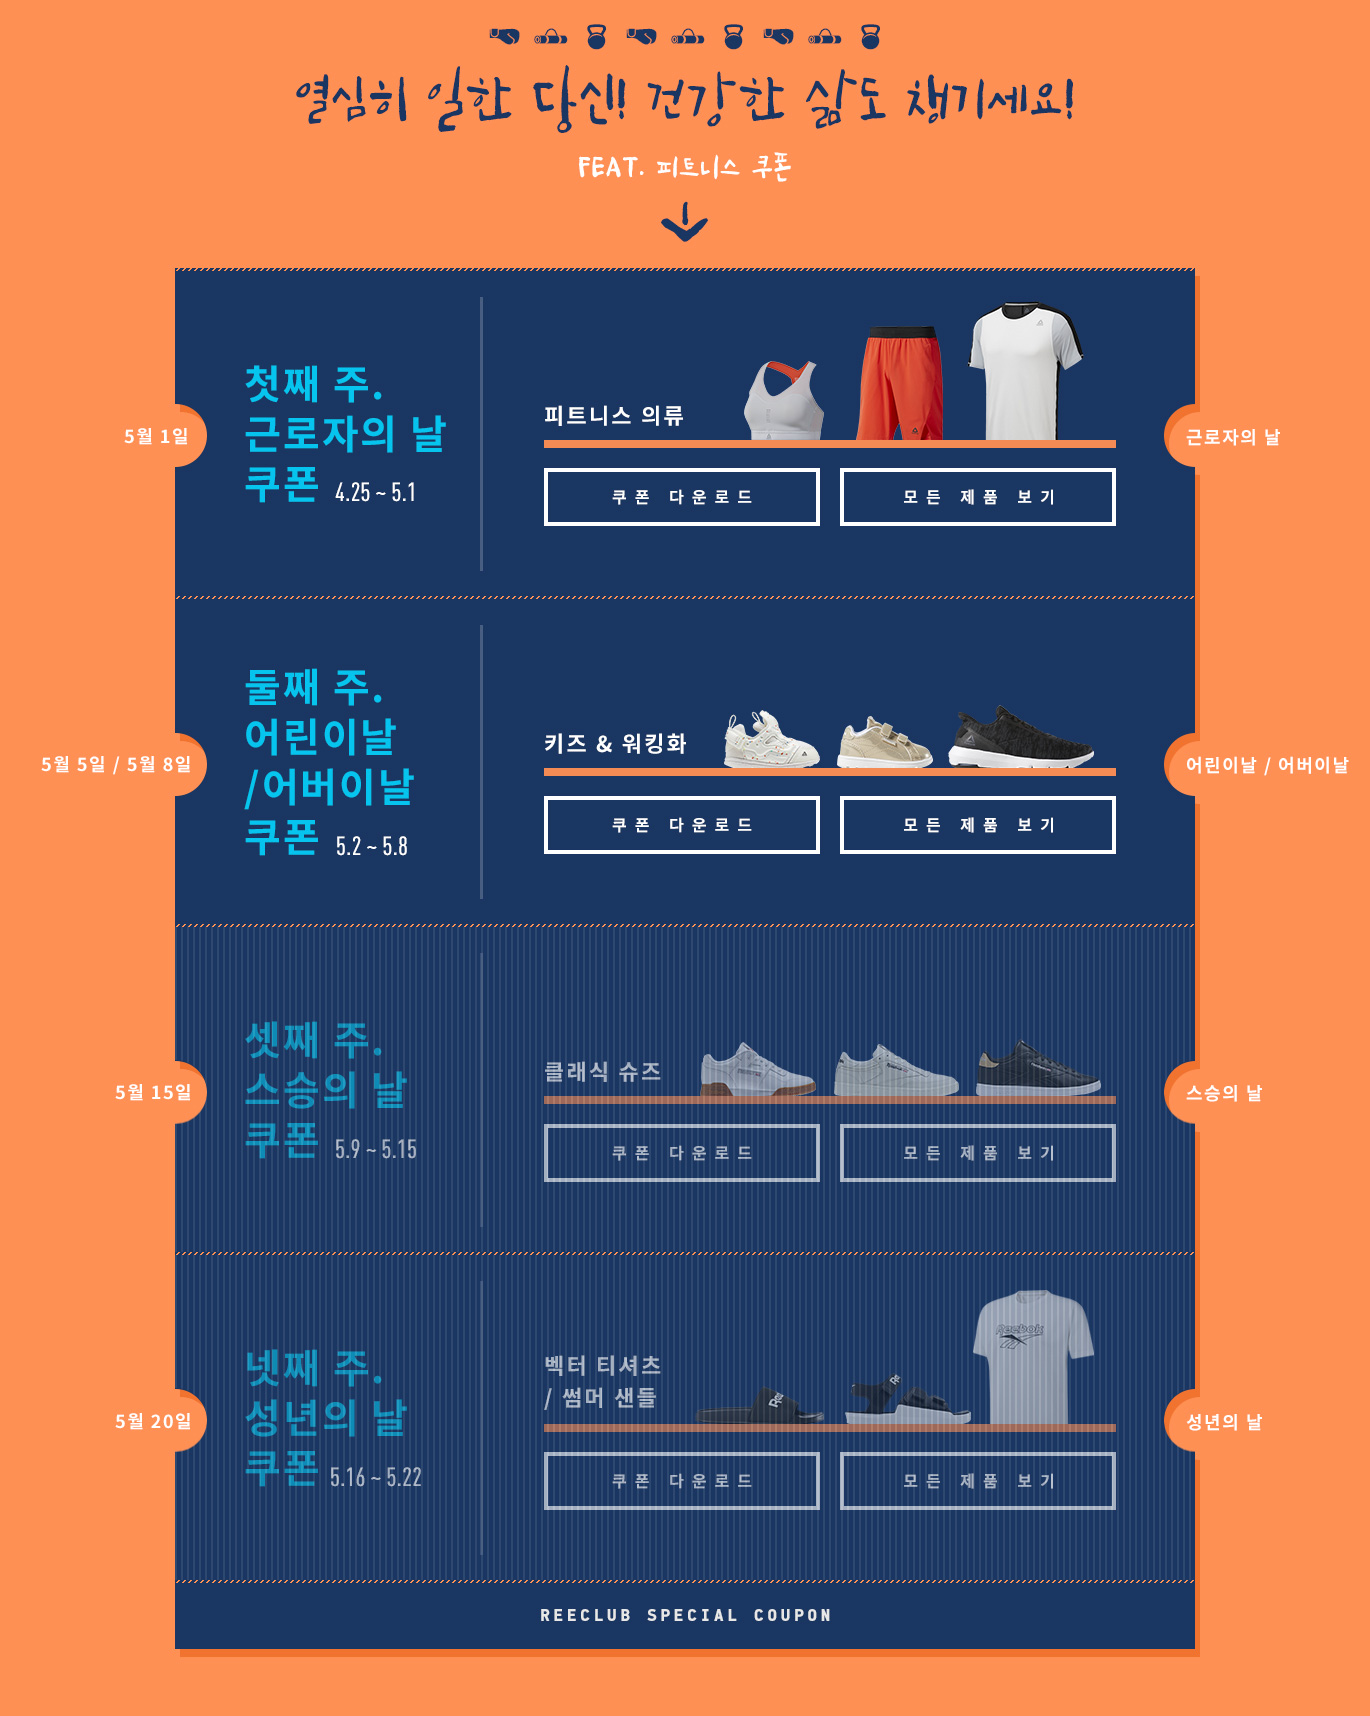 열심히 일한 당신! 건강한 삶도 챙기세요!
FEAT. 피트니스 쿠폰
5월 1일
첫째 주.
근로자의 날
쿠폰 4.25 ~ 5.1
피트니스 의류
쿠폰 다운로드
모든 제품 보기
근로자의 날
5월 5일 / 5월 8일
둘째 주.
어린이날
/어버이날
쿠폰 5.2 ~ 5.8
키즈 & 워킹화
쿠폰 다운로드
모든 제품 보기
어린이날 / 어버이날
5월 15일
셋째 주.
스승의 날
쿠폰 5.9 ~ 5.15
클래식 슈즈
쿠폰 다운로드
모든 제품 보기
스승의 날
5월 20일
넷째 주.
성년의 날
쿠폰 5.16 ~ 5.22
벡터 티셔츠
/ 썸머 샌들
Reebok
쿠폰 다운로드
모든 제품 보기
성년의 날
REECLUB SPECIAL COUPON